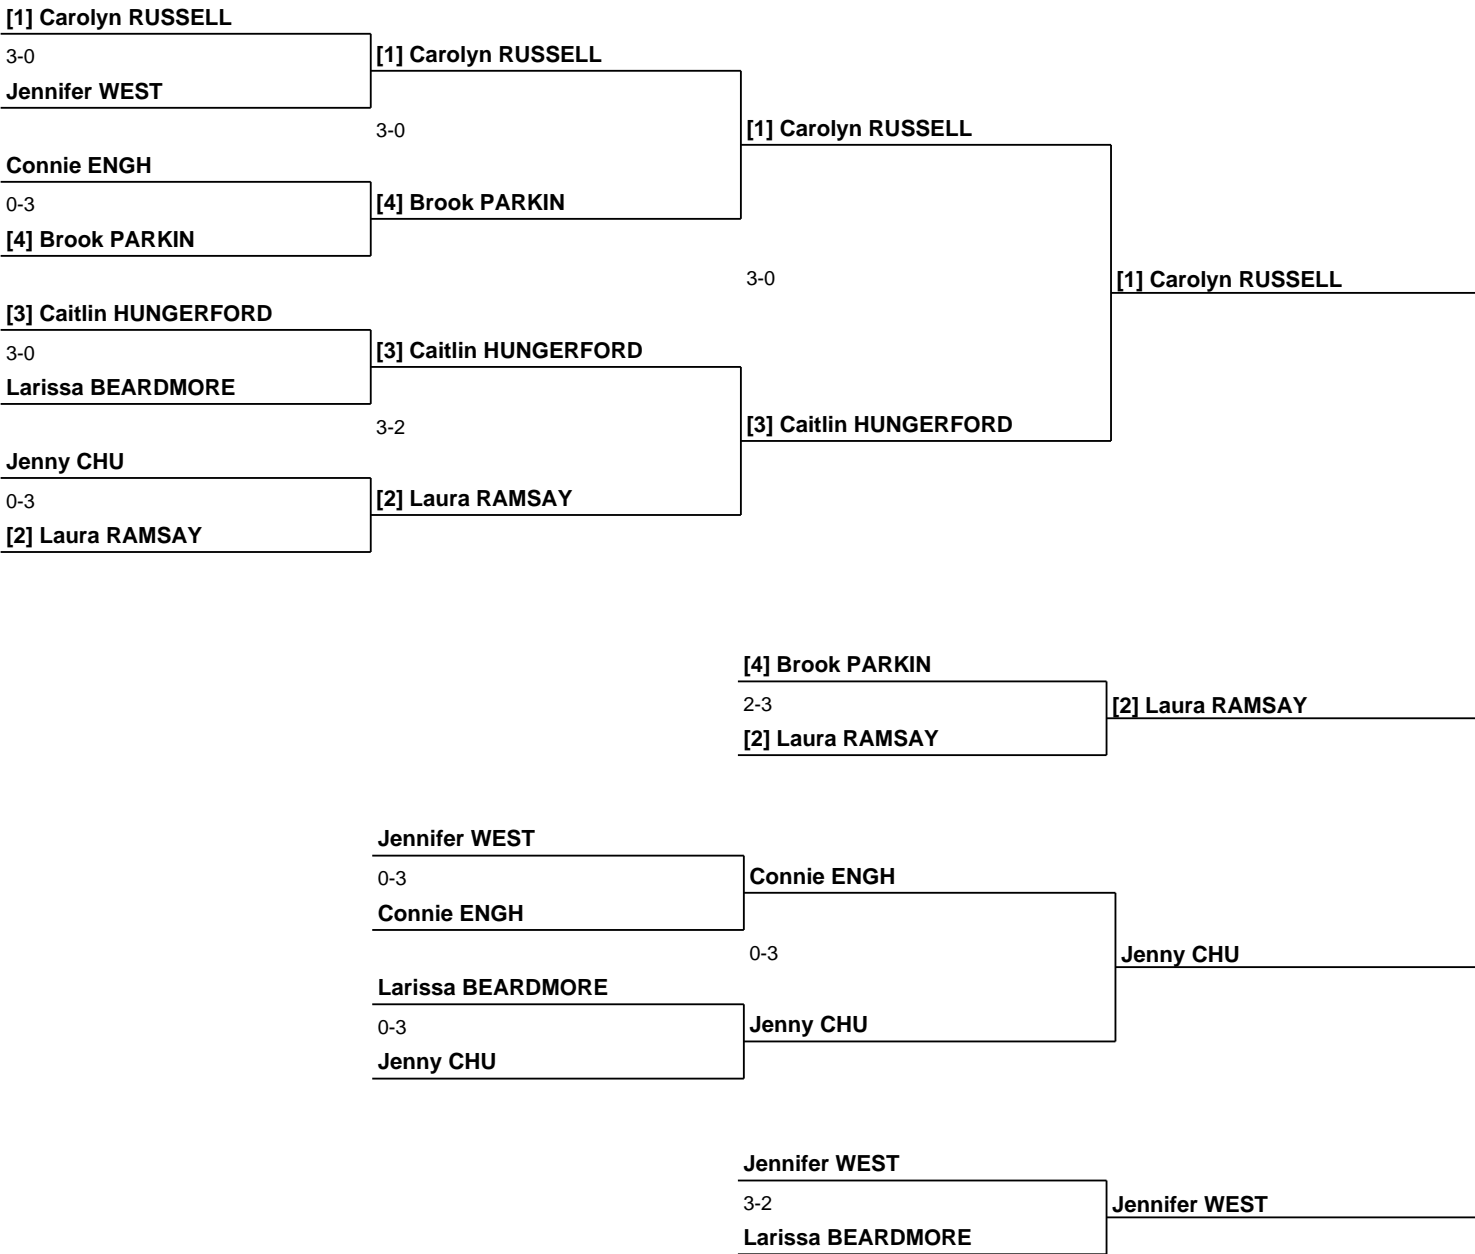 [1] Carolyn RUSSELL
3-0
[1] Carolyn RUSSELL
Jennifer WEST
3-0
[1] Carolyn RUSSELL
Connie ENGH
0-3
[4] Brook PARKIN
[4] Brook PARKIN
3-0
[1] Carolyn RUSSELL
[3] Caitlin HUNGERFORD
3-0
[3] Caitlin HUNGERFORD
Larissa BEARDMORE
3-2
[3] Caitlin HUNGERFORD
Jenny CHU
0-3
[2] Laura RAMSAY
[2] Laura RAMSAY
[4] Brook PARKIN
2-3
[2] Laura RAMSAY
[2] Laura RAMSAY
Jennifer WEST
0-3
Connie ENGH
Connie ENGH
0-3
Jenny CHU
Larissa BEARDMORE
0-3
Jenny CHU
Jenny CHU
Jennifer WEST
3-2
Jennifer WEST
Larissa BEARDMORE